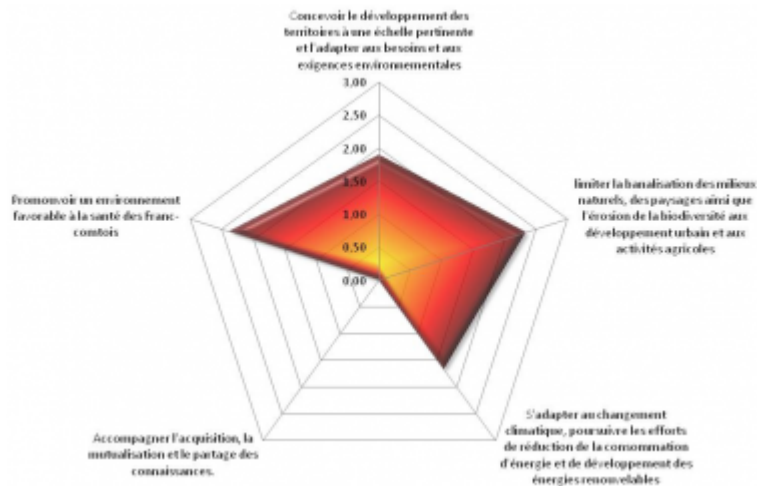 Concevoir le développement des
territoires à une échelle pertinente
et l'adapter aux besoins et aux
exigences environnementales
3,00
2,50
2,00
1,50
1,00
0,50
0,00
limiter la banalisation des milieux
naturels, des paysages ainsi que
l'érosion de la biodiversité aux
développement urbain et aux
activités agricoles
Promouvoir un environnement
favorable à la santé des franc-
comtois
S'adapter au changement
climatique, poursuivre les efforts
de réduction de la consommation
d'énergie et de développement des
énergies renouvelables
Accompagner l'acquisition, la
mutualisation et le partage des
connaissances.